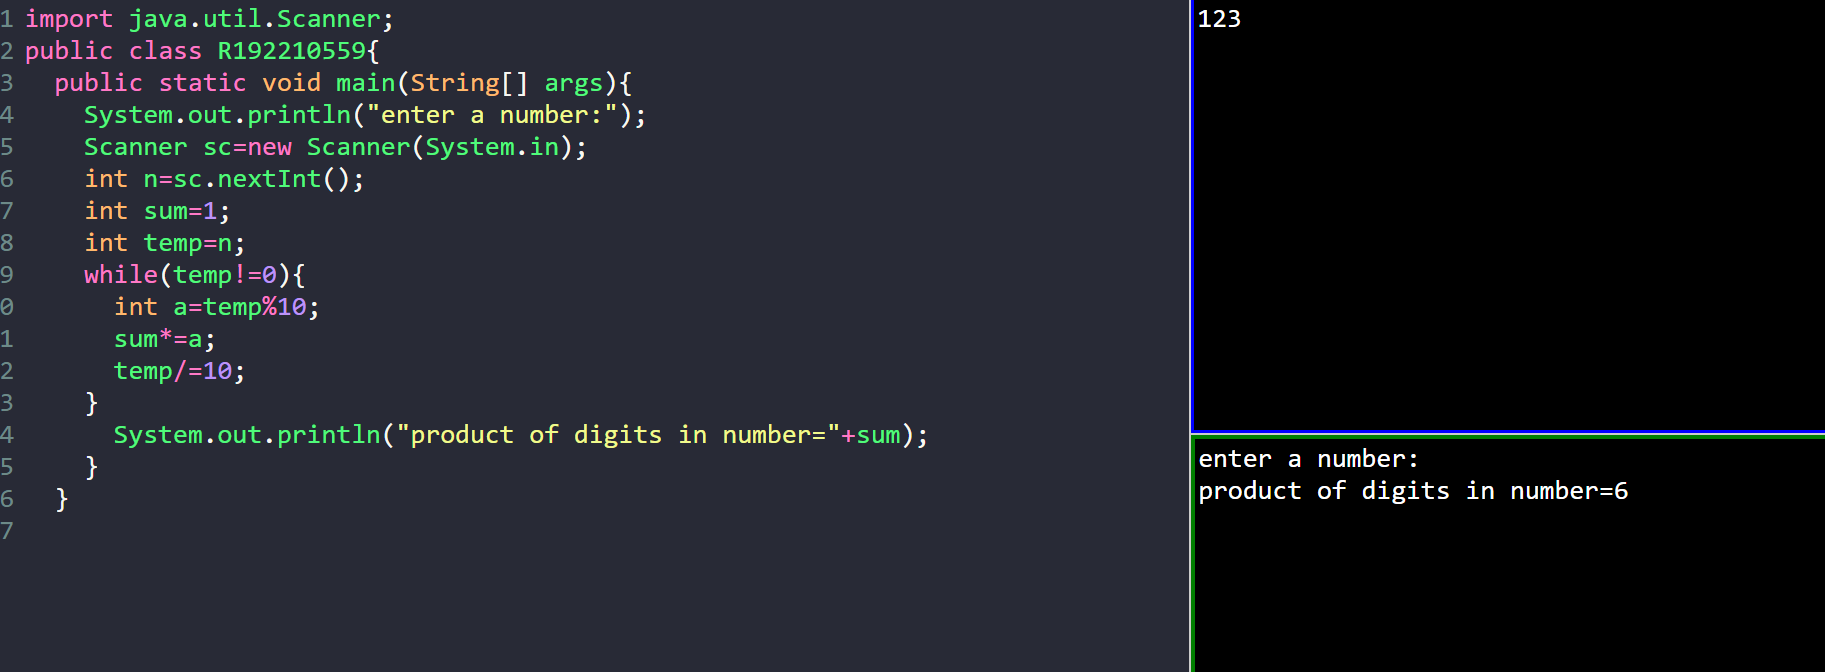 1 import java.util.Scanner;
2 public class R192210559{
3   public static void main(String[] args){
4     System.out.println("enter a number:");
5     Scanner sc=new Scanner(System.in);
6     int n=sc.nextInt();
7     int sum=1;
8     int temp=n;
9     while(temp!=0){
0       int a=temp%10;
1       sum*=a;
2       temp/=10;
3     }
4       System.out.println("product of digits in number="+sum);
5     }
6   }
7
123
enter a number:
product of digits in number=6